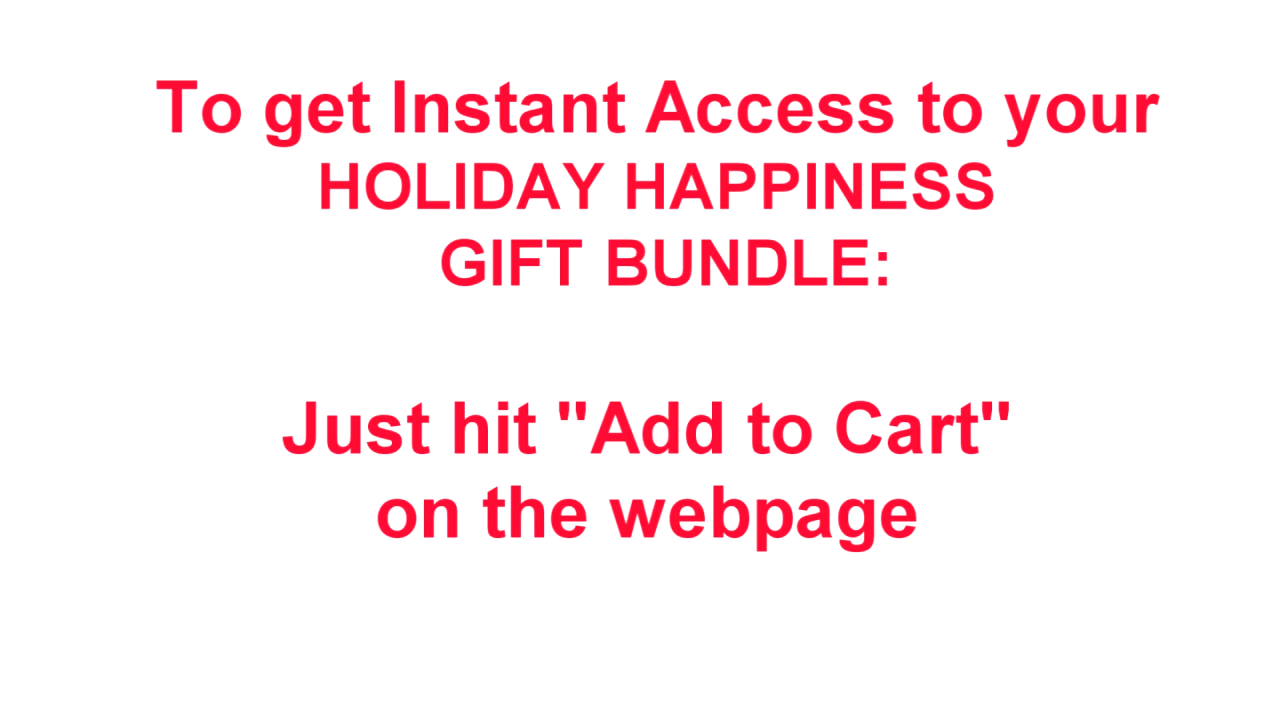 To get Instant Access to your
HOLIDAY HAPPINESS
GIFT BUNDLE:
Just hit "Add to Cart"
on the webpage